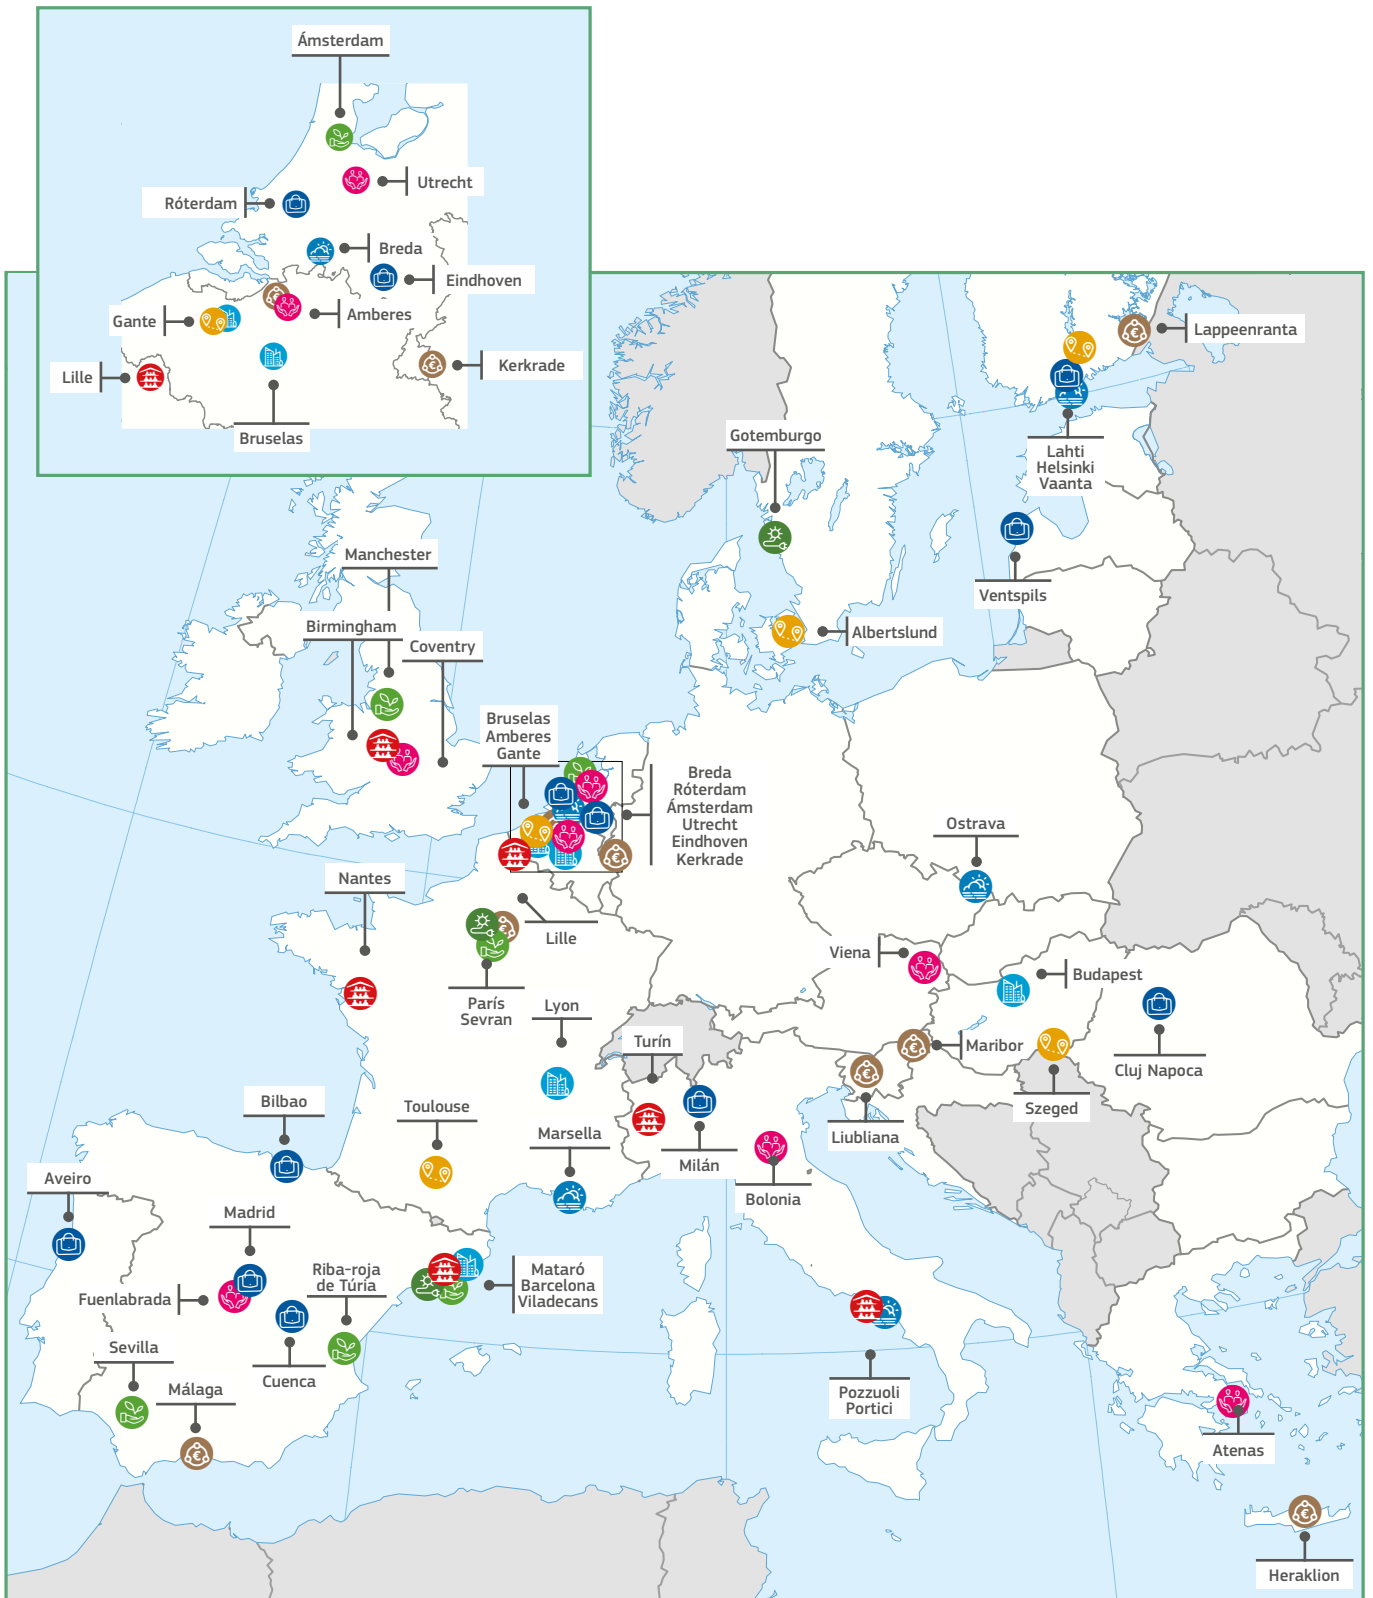 Ámsterdam
Utrecht
Róterdam
Breda
Eindhoven
Gante
Amberes
Lille
Kerkrade
Bruselas
Lappeenranta
Gotemburgo
Lahti
Helsinki
Vaanta
Manchester
Ventspils
Birmingham
Albertslund
Coventry
Bruselas
Amberes
Gante
Breda
Róterdam
Ámsterdam
Utrecht
Eindhoven
Kerkrade
Ostrava
Nantes
Lille
Viena
Budapest
París
Sevran
Lyon
Turín
Maribor
Cluj Napoca
Szeged
Bilbao
Toulouse
Marsella
Liubliana
Milán
Aveiro
Bolonia
Madrid
Riba-roja
de Túria
Mataró
Barcelona
Viladecans
Fuenlabrada
Sevilla
Cuenca
Málaga
Pozzuoli
Portici
Atenas
Heraklion